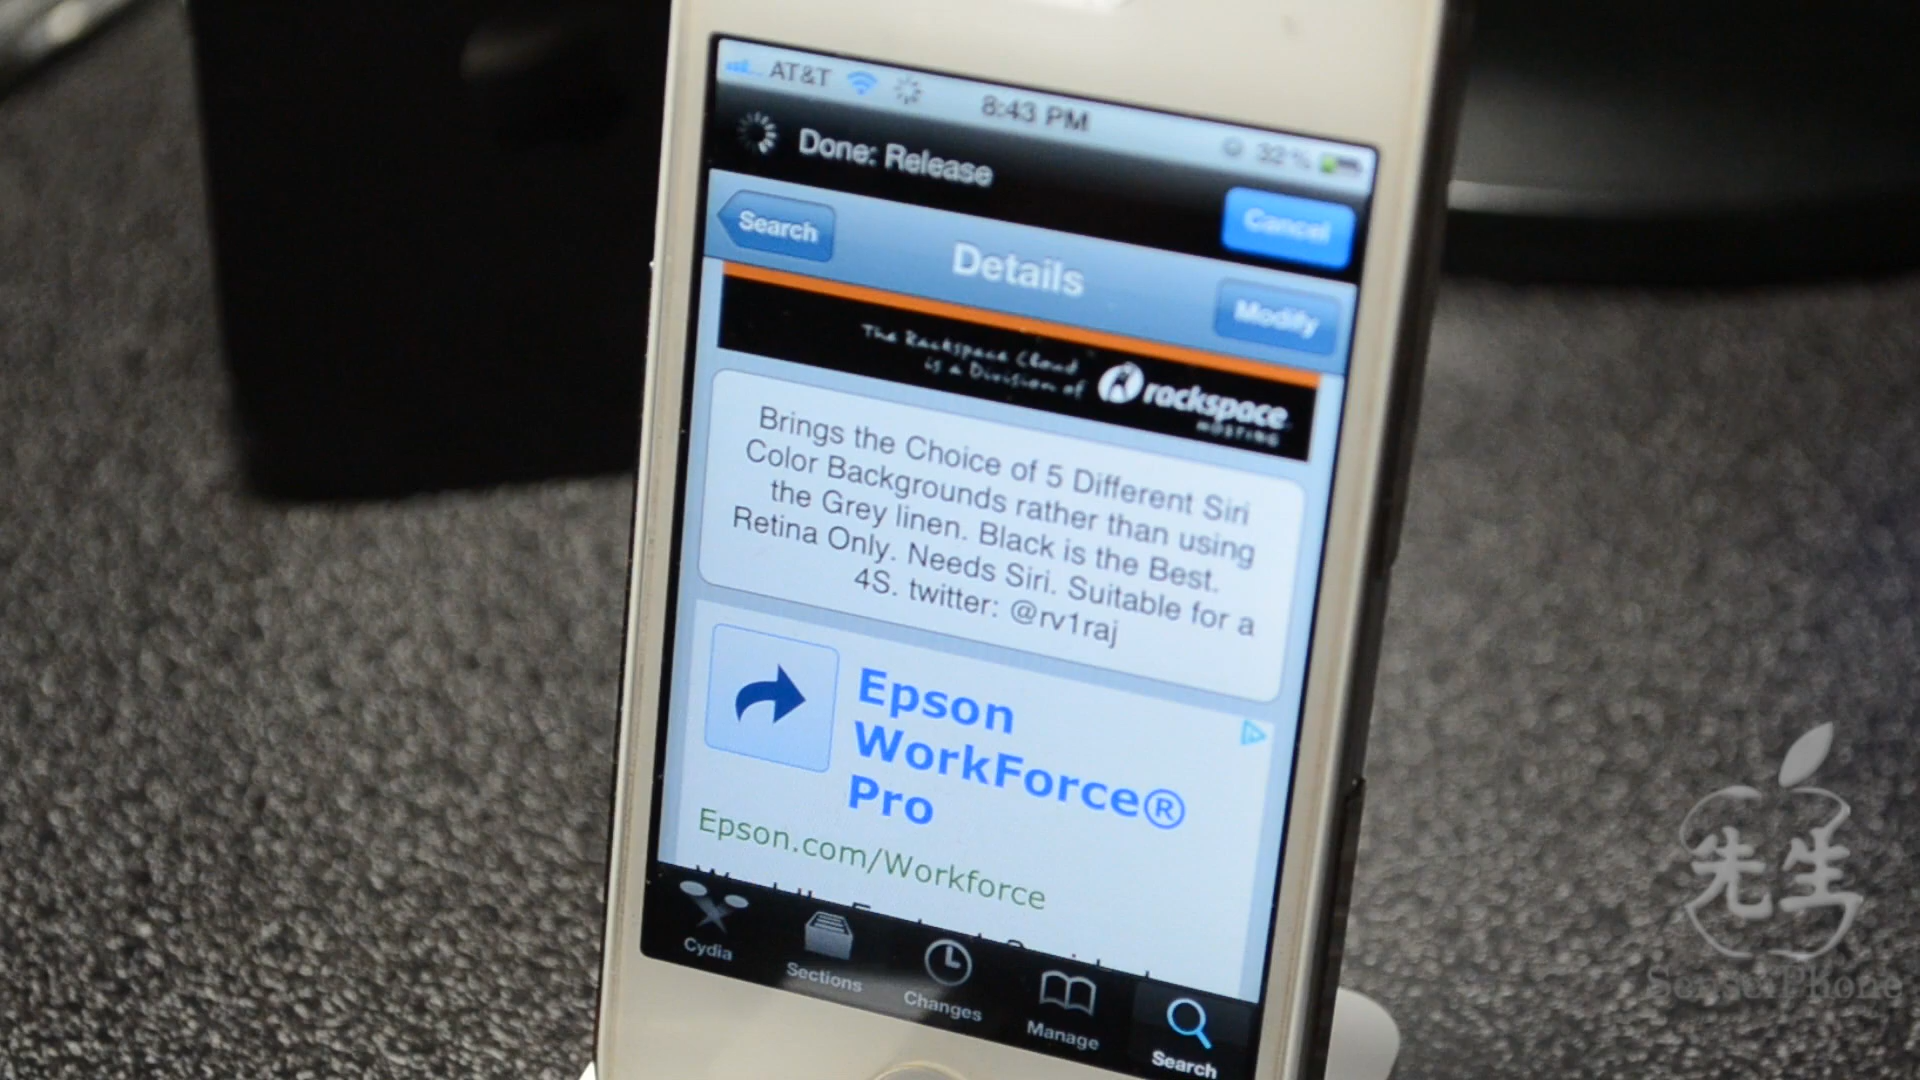 AT&T 8:43 PM 32%
Done: Release
Cancel
Search
Details
Modify
The Rackspace Cloud
is a Division of
rackspace
HOSTING
Brings the Choice of 5 Different Siri
Color Backgrounds rather than using
the Grey linen. Black is the Best.
Retina Only. Needs Siri. Suitable for a
4S. twitter: @rv1raj
Epson
WorkForce®
Pro
Epson.com/Workforce
Cydia
Sections
Changes
Manage
Search
先生
SenseiPhone